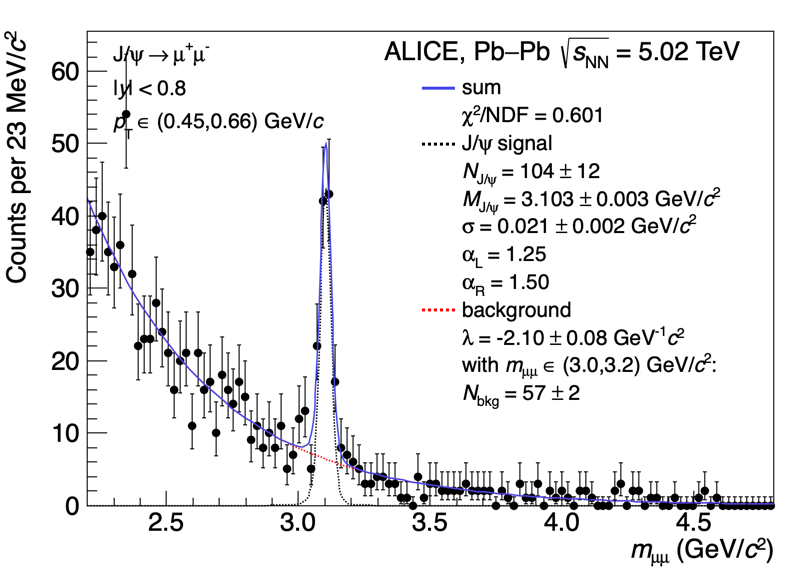 J/ψ → μ⁺μ⁻
|y| < 0.8
p_T ∈ (0.45,0.66) GeV/c
ALICE, Pb–Pb √s_NN = 5.02 TeV
sum
χ²/NDF = 0.601
J/ψ signal
N_J/ψ = 104 ± 12
M_J/ψ = 3.103 ± 0.003 GeV/c²
σ = 0.021 ± 0.002 GeV/c²
α_L = 1.25
α_R = 1.50
background
λ = -2.10 ± 0.08 GeV⁻¹c²
with m_μμ ∈ (3.0,3.2) GeV/c²:
N_bkg = 57 ± 2
Counts per 23 MeV/c²
60
50
40
30
20
10
0
2.5 3.0 3.5 4.0 4.5
m_μμ (GeV/c²)